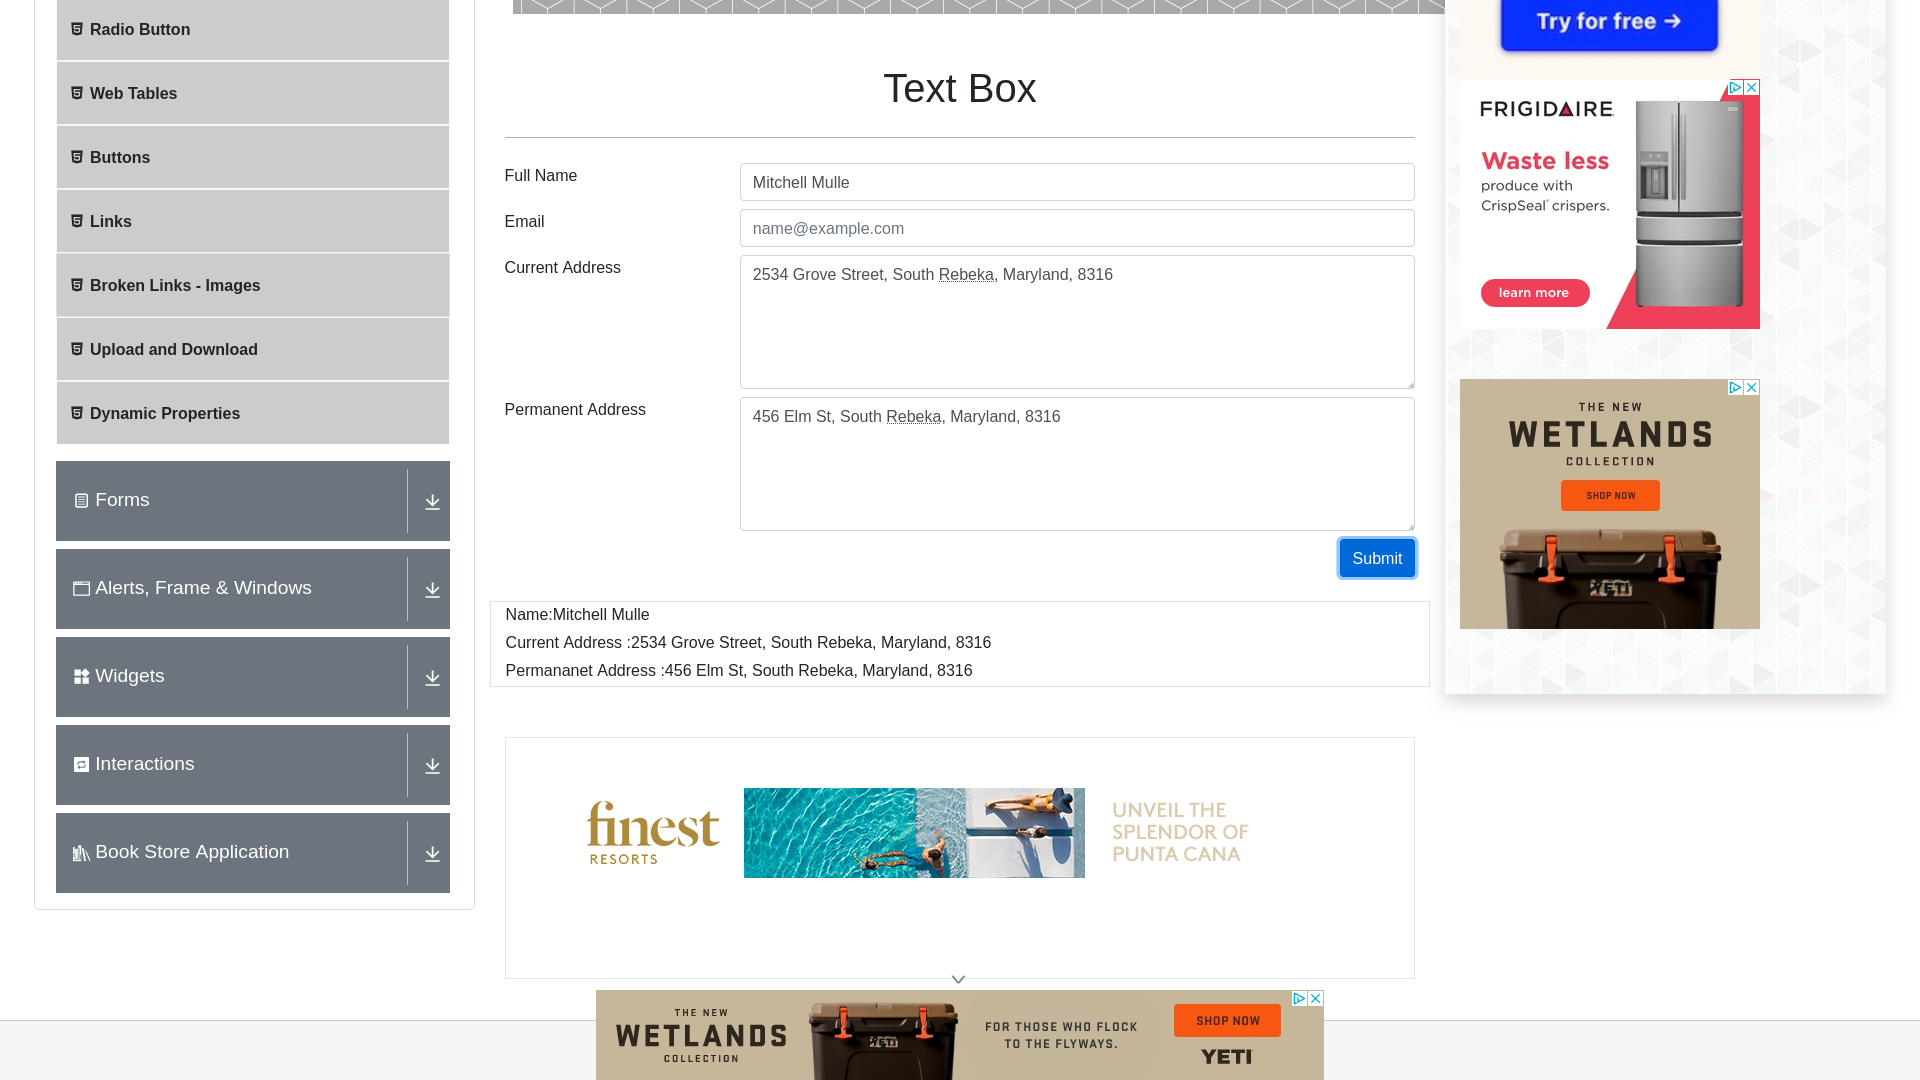 Radio Button
Web Tables
Buttons
Links
Broken Links - Images
Upload and Download
Dynamic Properties
Forms
Alerts, Frame & Windows
Widgets
Interactions
Book Store Application
Text Box
Full Name
Mitchell Mulle
Email
name@example.com
Current Address
2534 Grove Street, South Rebeka, Maryland, 8316
Permanent Address
456 Elm St, South Rebeka, Maryland, 8316
Submit
Name:Mitchell Mulle
Current Address :2534 Grove Street, South Rebeka, Maryland, 8316
Permananet Address :456 Elm St, South Rebeka, Maryland, 8316
finest
RESORTS
UNVEIL THE
SPLENDOR OF
PUNTA CANA
Try for free →
FRIGIDAIRE
Waste less
produce with
CrispSeal® crispers.
learn more
THE NEW
WETLANDS
COLLECTION
SHOP NOW
YETI
THE NEW
WETLANDS
COLLECTION
YETI
FOR THOSE WHO FLOCK
TO THE FLYWAYS.
SHOP NOW
YETI